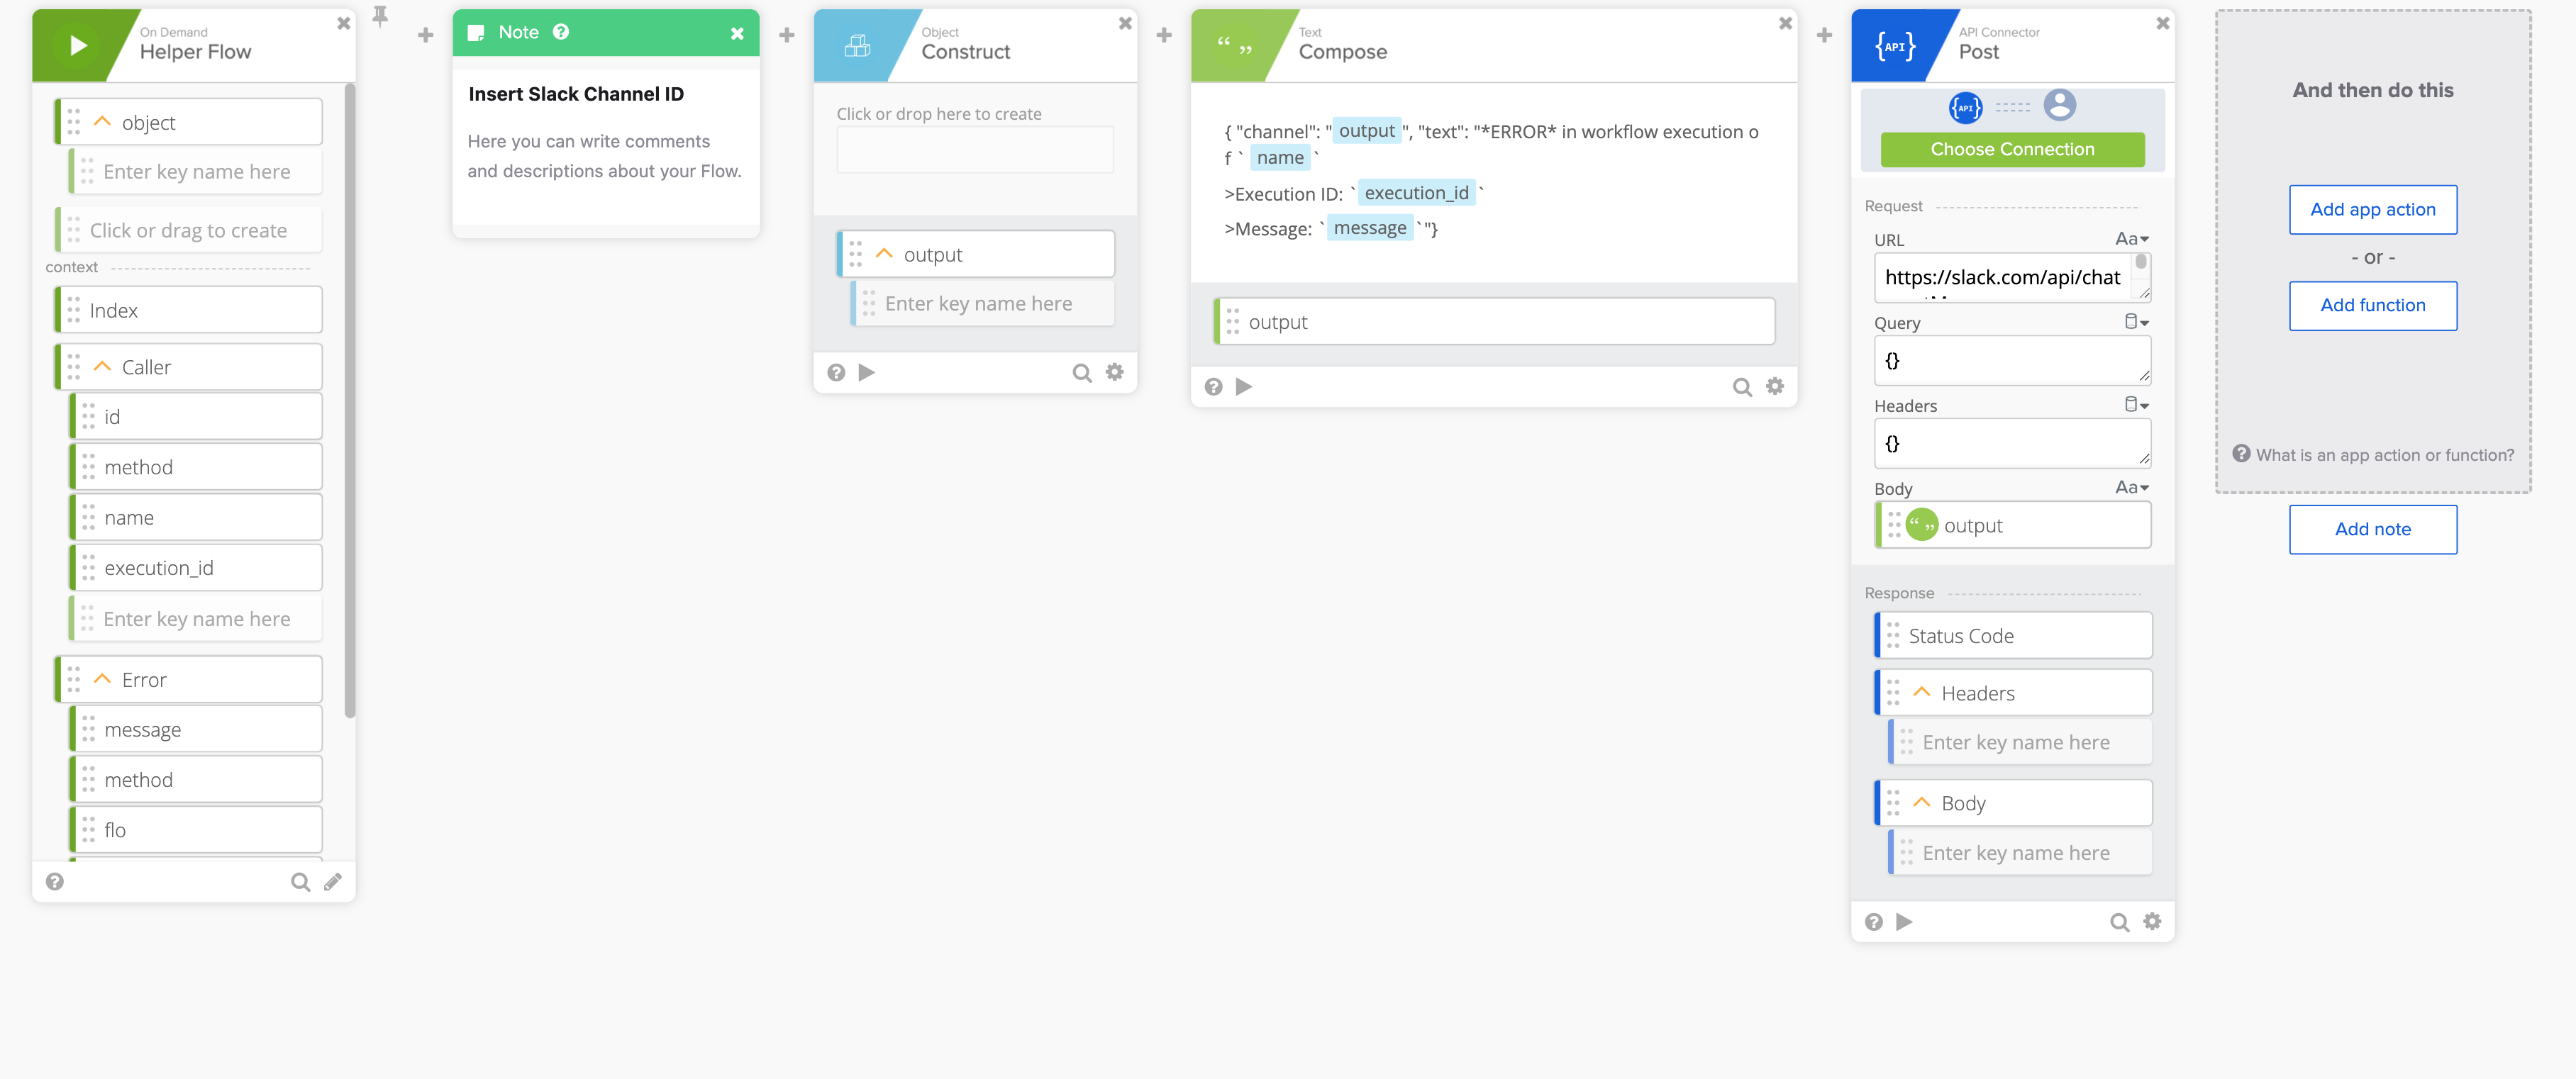 On Demand
Helper Flow
object
Enter key name here
Click or drag to create
context
Index
Caller
id
method
name
execution_id
Enter key name here
Error
message
method
flo
Note
Insert Slack Channel ID
Here you can write comments
and descriptions about your Flow.
Object
Construct
Click or drop here to create
output
Enter key name here
“ ”
Text
Compose
{ "channel": " output ", "text": "*ERROR* in workflow execution o
f ` name `
>Execution ID: ` execution_id `
>Message: ` message `"}
output
{API}
API Connector
Post
{API}
Choose Connection
Request
URL
Aa
https://slack.com/api/chat
Query
{}
Headers
{}
Body
Aa
“ ” output
Response
Status Code
Headers
Enter key name here
Body
Enter key name here
And then do this
Add app action
- or -
Add function
What is an app action or function?
Add note